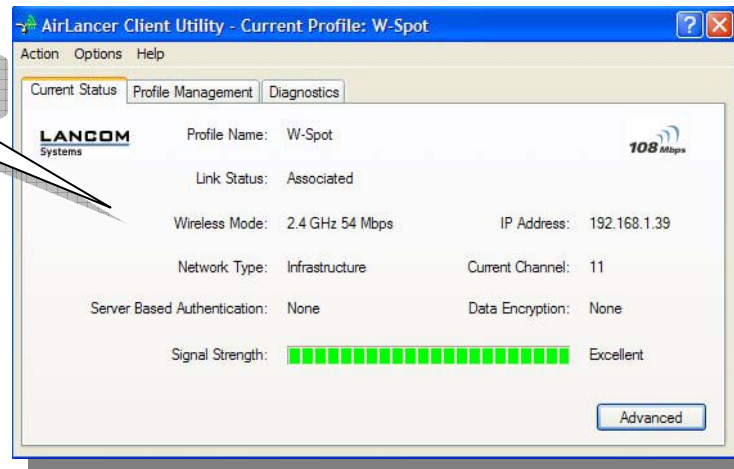 AirLancer Client Utility - Current Profile: W-Spot
Action Options Help
Current Status Profile Management Diagnostics
LANCOM
Systems
108 Mbps
Profile Name: W-Spot
Link Status: Associated
Wireless Mode: 2.4 GHz 54 Mbps IP Address: 192.168.1.39
Network Type: Infrastructure Current Channel: 11
Server Based Authentication: None Data Encryption: None
Signal Strength: Excellent
Advanced